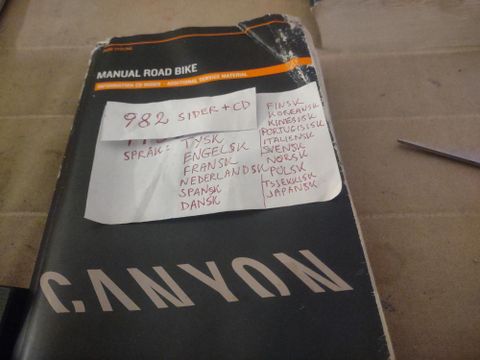 MANUAL ROAD BIKE
INFORMATION CD INSIDE · ADDITIONAL SERVICE MATERIAL
982 SIDER + CD
SPRÅK: TYSK
ENGELSK
FRANSK
NEDERLANDSK
SPANSK
DANSK
FINSK
KOREANSK
KINESISK
PORTUGISISK
ITALIENSK
SVENSK
NORSK
POLSK
TSJEKKISK
JAPANSK
CANYON